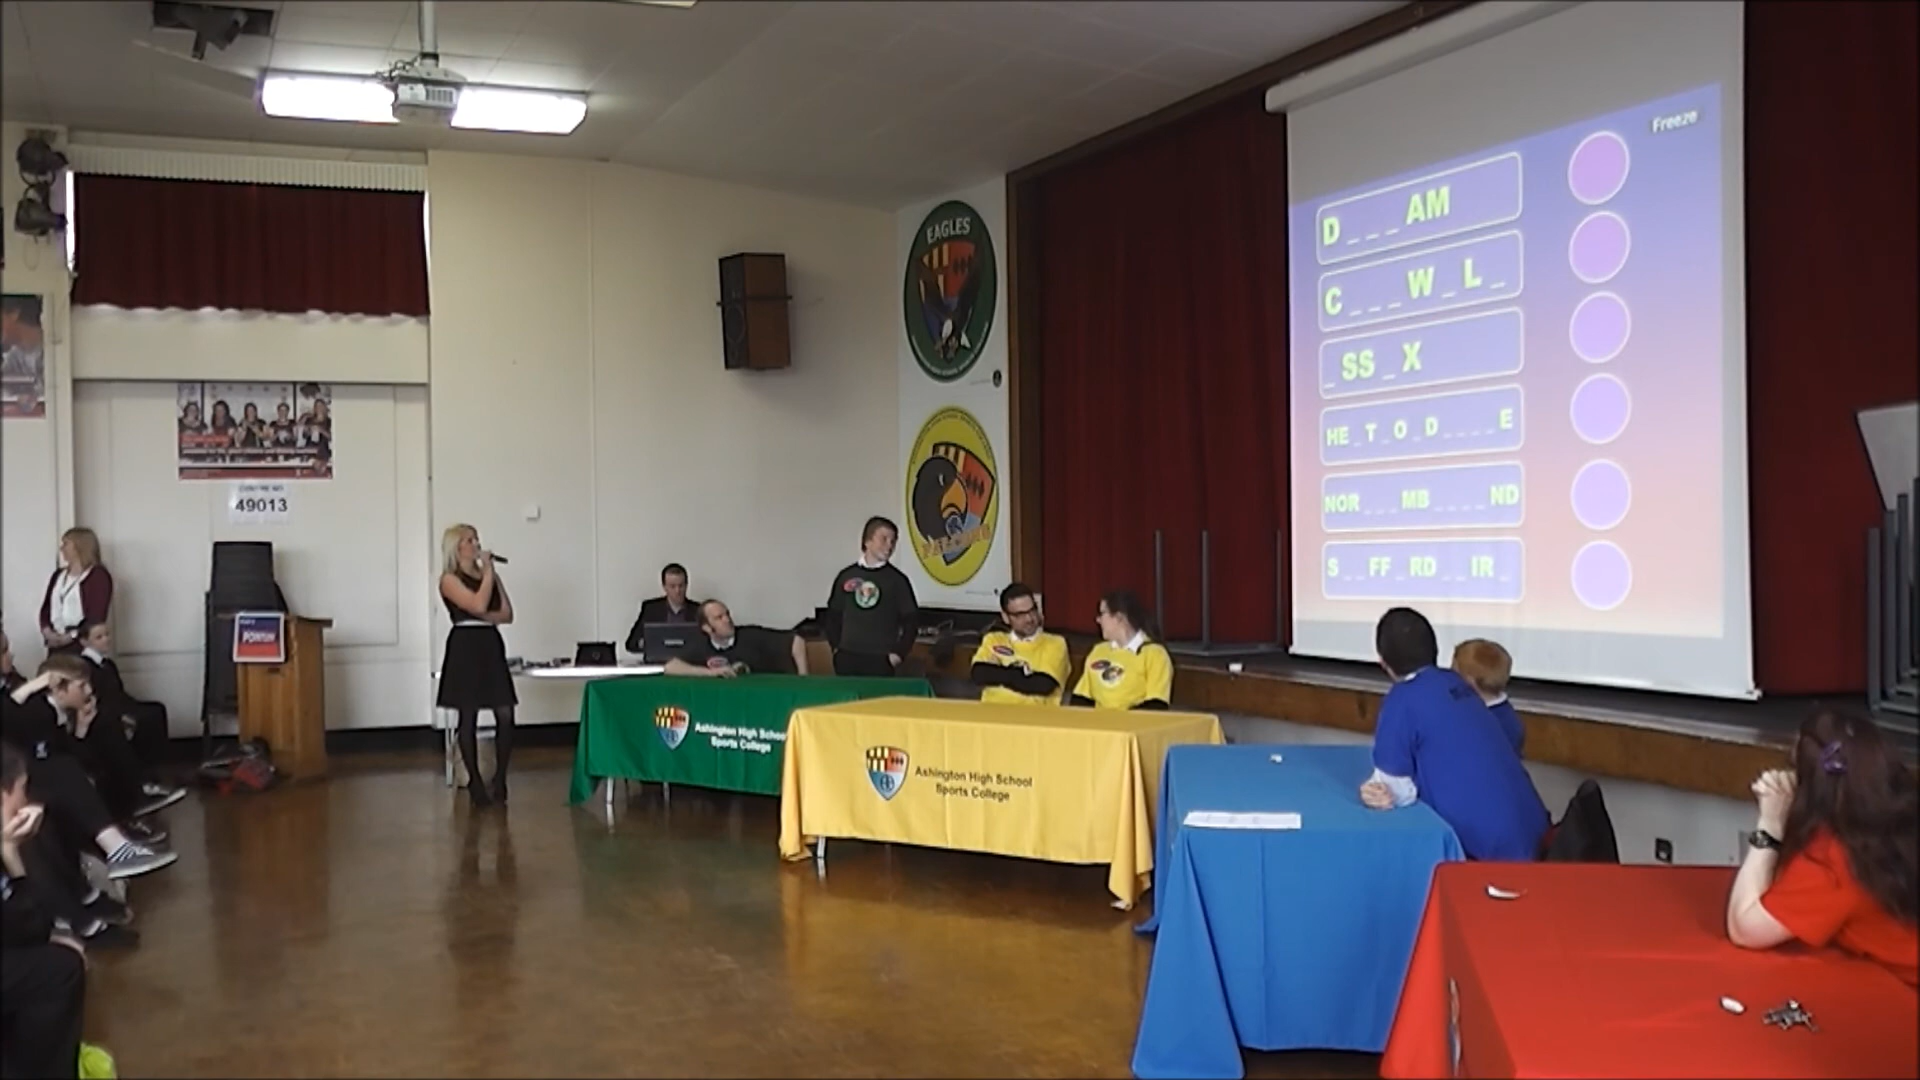 Freeze
D _ _ _ AM
C _ _ _ W _ L _
_ SS _ X
HE _ T _ O _ D _ _ _ _ E
NOR _ _ _ MB _ _ _ _ ND
S _ _ FF _ RD _ _ IR _
EAGLES
FALCONS
49013
Ashington High School
Sports College
Ashington High School
Sports College